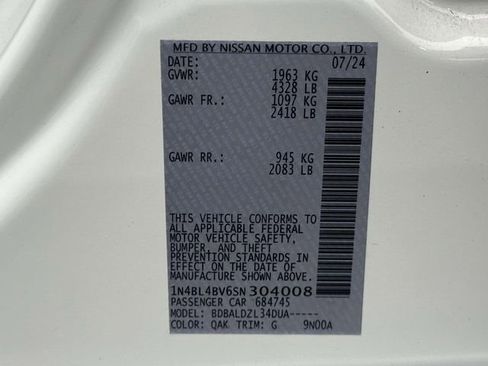 MFD BY NISSAN MOTOR CO., LTD.
DATE: 07/24
GVWR: 1963 KG
4328 LB
GAWR FR.: 1097 KG
2418 LB
GAWR RR.: 945 KG
2083 LB
THIS VEHICLE CONFORMS TO
ALL APPLICABLE FEDERAL
MOTOR VEHICLE SAFETY,
BUMPER, AND THEFT
PREVENTION STANDARDS IN
EFFECT ON THE DATE OF
MANUFACTURE SHOWN ABOVE.
1N4BL4BV6SN304008
PASSENGER CAR 684745
MODEL: BDBALDZL34DUA-----
COLOR: QAK TRIM: G 9N00A